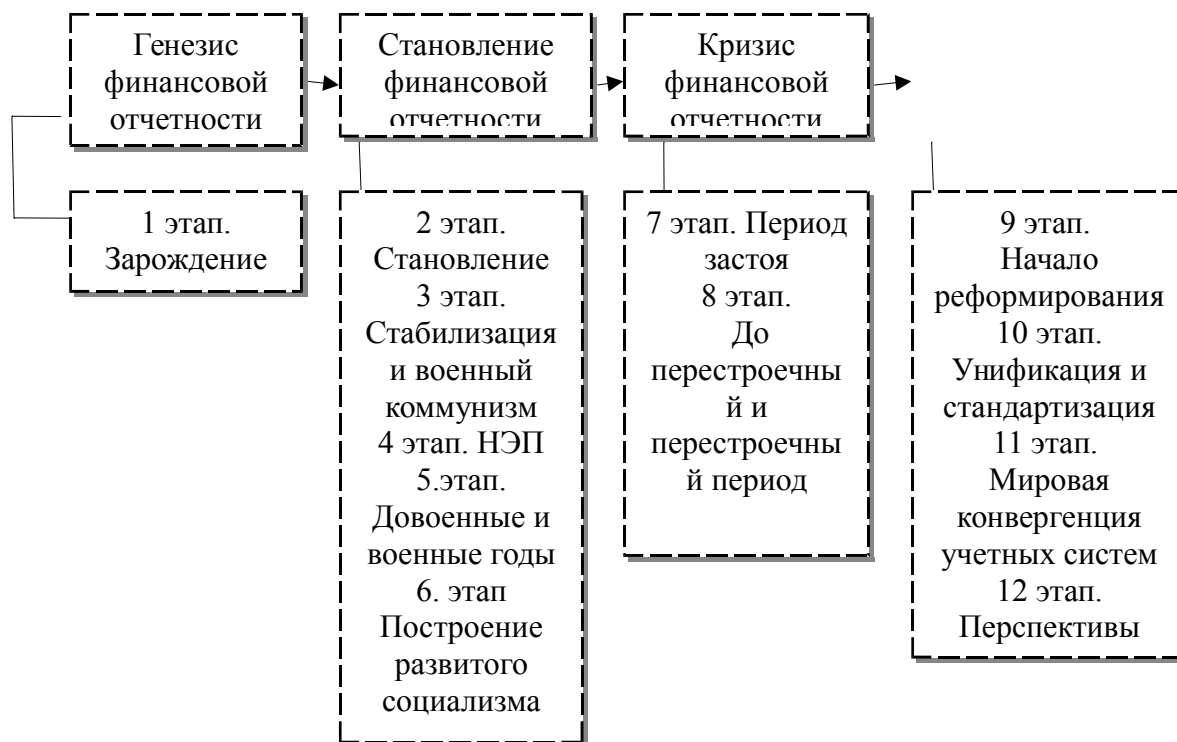 Генезис
финансовой
отчетности
Становление
финансовой
отчетности
Кризис
финансовой
отчетности
1 этап.
Зарождение
2 этап.
Становление
3 этап.
Стабилизация
и военный
коммунизм
4 этап. НЭП
5.этап.
Довоенные и
военные годы
6. этап
Построение
развитого
социализма
7 этап. Период
застоя
8 этап.
До
перестроечны
й и
перестроечны
й период
9 этап.
Начало
реформирования
10 этап.
Унификация и
стандартизация
11 этап.
Мировая
конвергенция
учетных систем
12 этап.
Перспективы